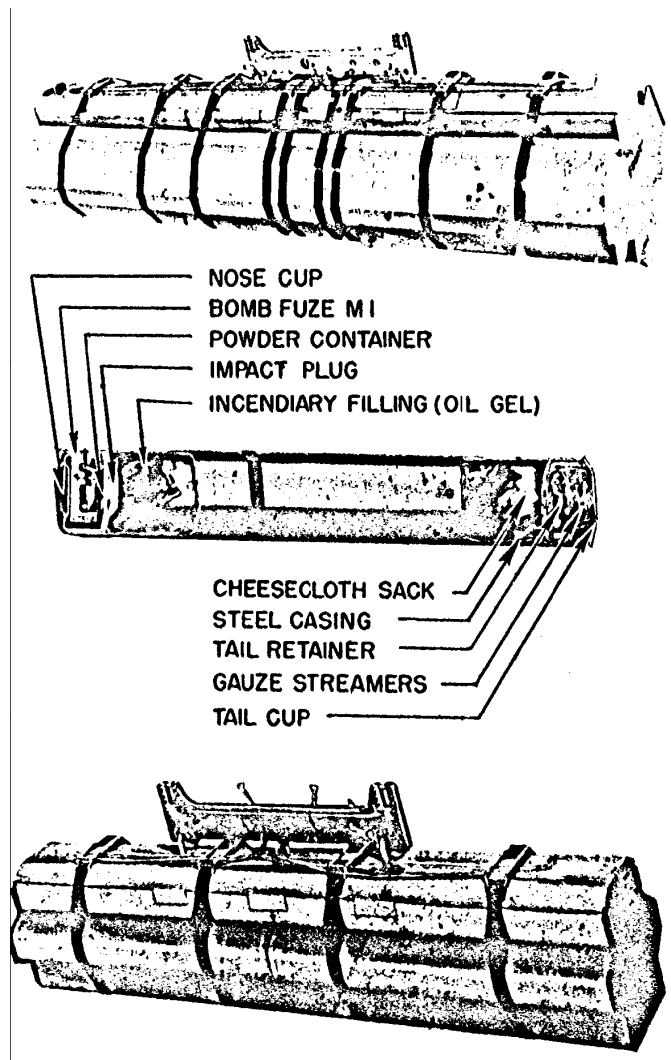 NOSE CUP
BOMB FUZE M1
POWDER CONTAINER
IMPACT PLUG
INCENDIARY FILLING (OIL GEL)
CHEESECLOTH SACK
STEEL CASING
TAIL RETAINER
GAUZE STREAMERS
TAIL CUP